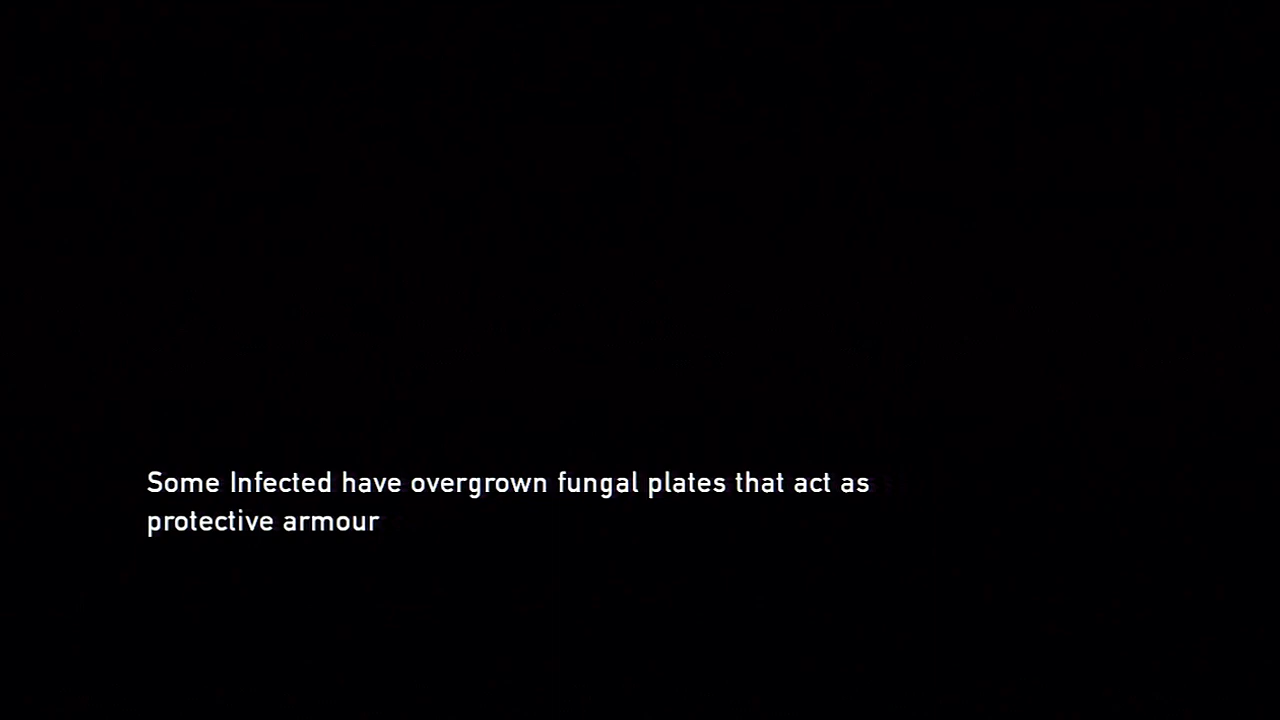 Some Infected have overgrown fungal plates that act as
protective armour